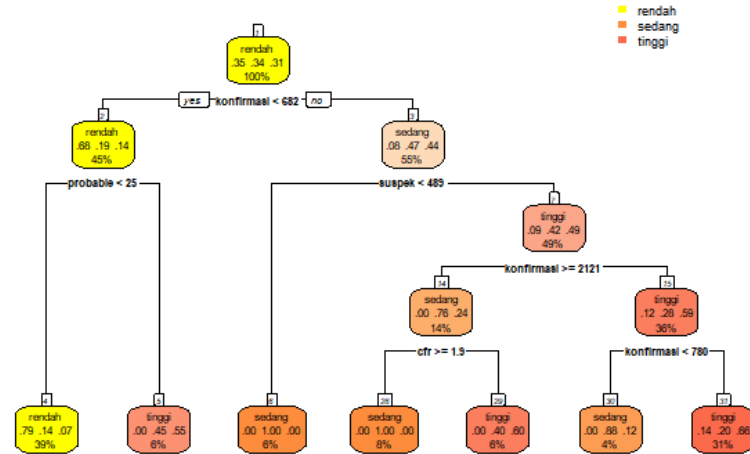 rendah
sedang
tinggi
1
rendah
.35 .34 .31
100%
yes konfirmasi < 682 no
2
rendah
.68 .19 .14
45%
3
sedang
.08 .47 .44
55%
probable < 25
suspek < 489
7
tinggi
.09 .42 .49
49%
konfirmasi >= 2121
14
sedang
.00 .76 .24
14%
15
tinggi
.12 .28 .59
36%
cfr >= 1.9
konfirmasi < 780
4
rendah
.79 .14 .07
39%
5
tinggi
.00 .45 .55
6%
6
sedang
.00 1.00 .00
6%
28
sedang
.00 1.00 .00
8%
29
tinggi
.00 .40 .60
6%
30
sedang
.00 .88 .12
4%
31
tinggi
.14 .20 .66
31%